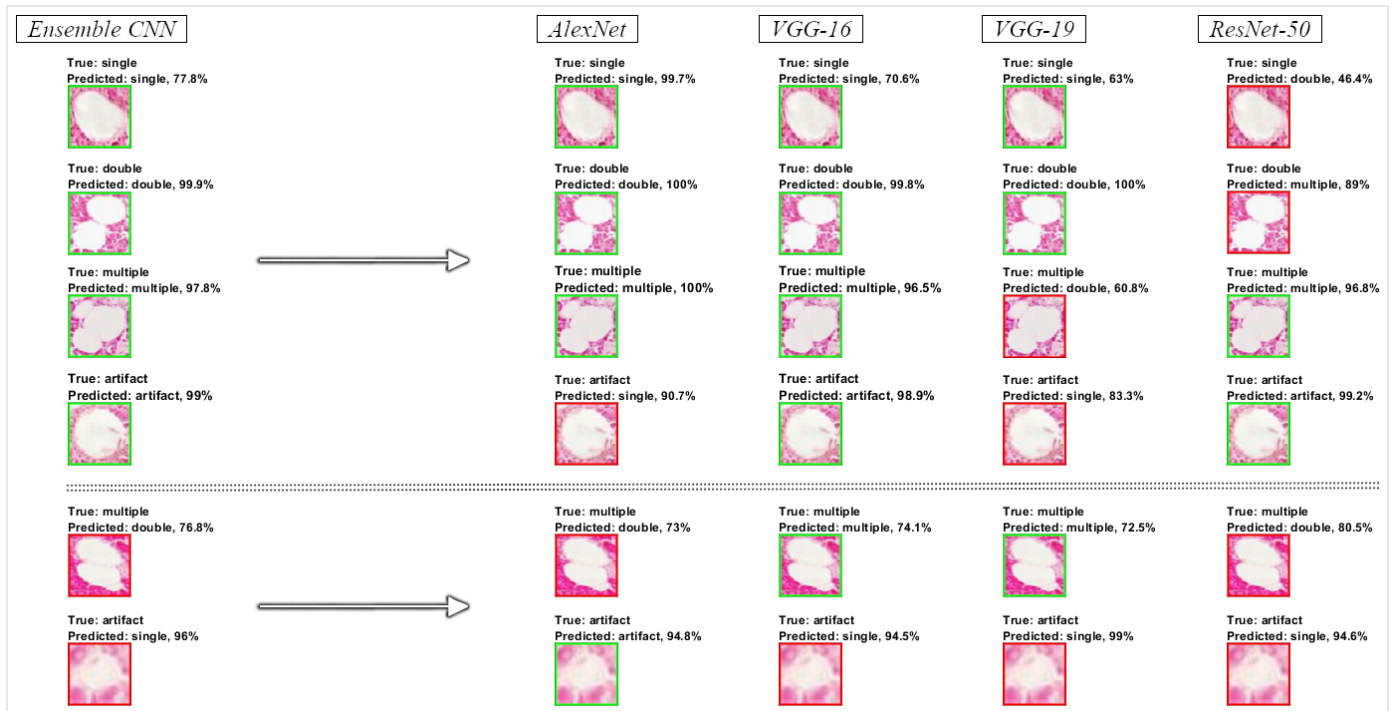 Ensemble CNN
AlexNet
VGG-16
VGG-19
ResNet-50
True: single
Predicted: single, 77.8%
True: single
Predicted: single, 99.7%
True: single
Predicted: single, 70.6%
True: single
Predicted: single, 63%
True: single
Predicted: double, 46.4%
True: double
Predicted: double, 99.9%
True: double
Predicted: double, 100%
True: double
Predicted: double, 99.8%
True: double
Predicted: double, 100%
True: double
Predicted: multiple, 89%
True: multiple
Predicted: multiple, 97.8%
True: multiple
Predicted: multiple, 100%
True: multiple
Predicted: multiple, 96.5%
True: multiple
Predicted: double, 60.8%
True: multiple
Predicted: multiple, 96.8%
True: artifact
Predicted: artifact, 99%
True: artifact
Predicted: single, 90.7%
True: artifact
Predicted: artifact, 98.9%
True: artifact
Predicted: single, 83.3%
True: artifact
Predicted: artifact, 99.2%
True: multiple
Predicted: double, 76.8%
True: multiple
Predicted: double, 73%
True: multiple
Predicted: multiple, 74.1%
True: multiple
Predicted: multiple, 72.5%
True: multiple
Predicted: double, 80.5%
True: artifact
Predicted: single, 96%
True: artifact
Predicted: artifact, 94.8%
True: artifact
Predicted: single, 94.5%
True: artifact
Predicted: single, 99%
True: artifact
Predicted: single, 94.6%